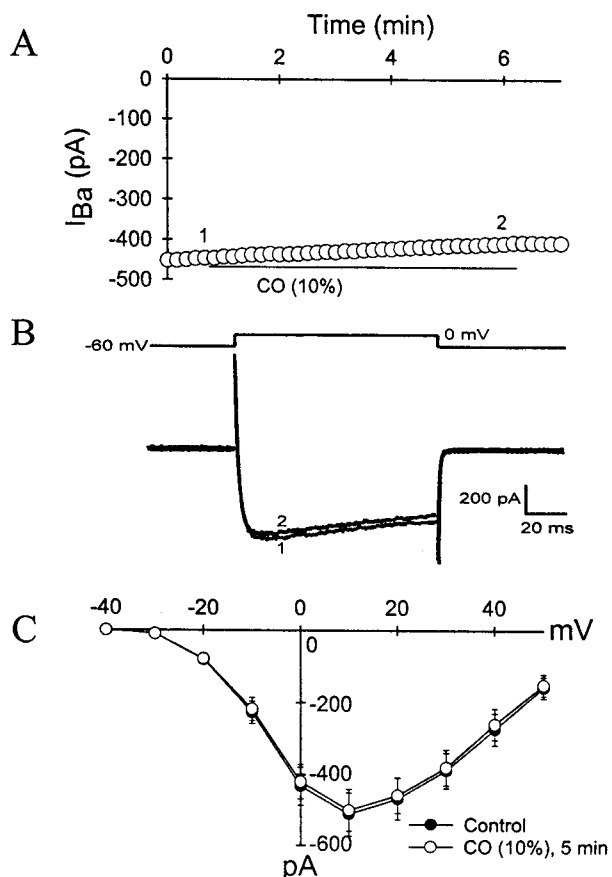 A
Time (min)
0 2 4 6
0
-100
-200
-300
-400
-500
I Ba (pA)
1
2
CO (10%)
B
-60 mV
0 mV
2
1
200 pA
20 ms
C
-40 -20 0 20 40 mV
0
-200
-400
-600
pA
Control
CO (10%), 5 min